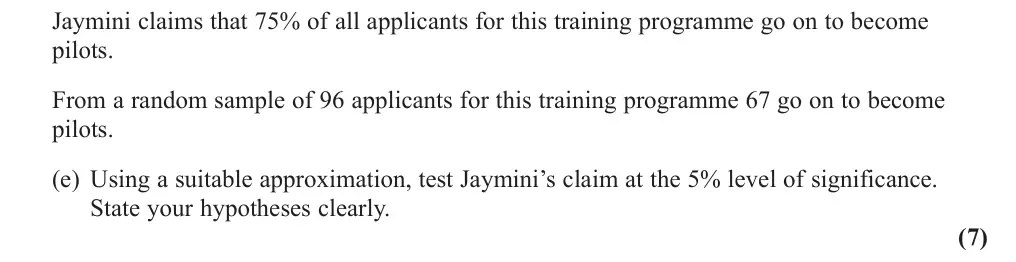 Jaymini claims that 75% of all applicants for this training programme go on to become
pilots.
From a random sample of 96 applicants for this training programme 67 go on to become
pilots.
(e) Using a suitable approximation, test Jaymini’s claim at the 5% level of significance.
State your hypotheses clearly.
(7)